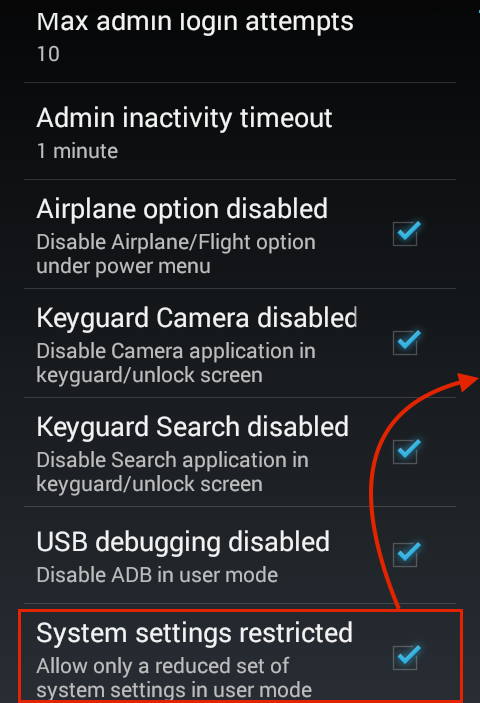 Max admin login attempts
10
Admin inactivity timeout
1 minute
Airplane option disabled
Disable Airplane/Flight option
under power menu
Keyguard Camera disabled
Disable Camera application in
keyguard/unlock screen
Keyguard Search disabled
Disable Search application in
keyguard/unlock screen
USB debugging disabled
Disable ADB in user mode
System settings restricted
Allow only a reduced set of
system settings in user mode